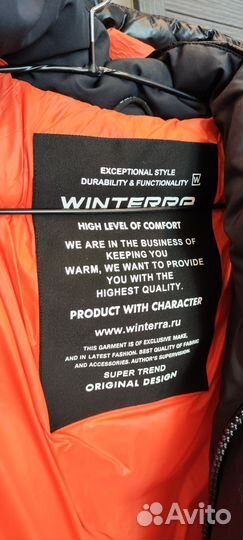 EXCEPTIONAL STYLE
DURABILITY & FUNCTIONALITY W
WINTERRA
HIGH LEVEL OF COMFORT
WE ARE IN THE BUSINESS OF
KEEPING YOU
WARM, WE WANT TO PROVIDE
YOU WITH THE
HIGHEST QUALITY.
PRODUCT WITH CHARACTER
www.winterra.ru
THIS GARMENT IS OF EXCLUSIVE MAKE,
AND IN LATEST FASHION. BEST QUALITY OF FABRIC
AND ACCESSORIES. AUTHOR'S SUPERVISION.
SUPER TREND
ORIGINAL DESIGN
Avito